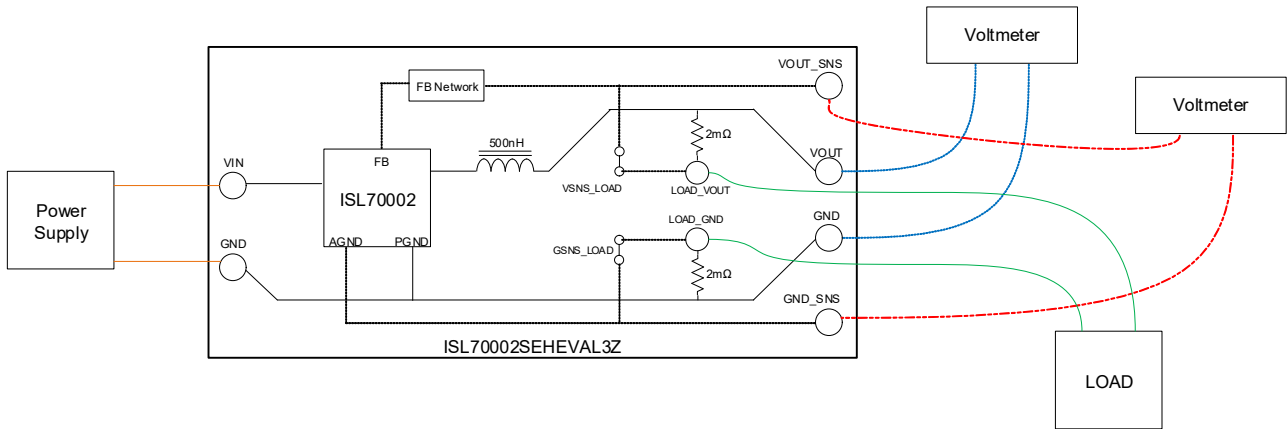 Voltmeter
VOUT_SNS
FB Network
Voltmeter
2mΩ
500nH
VIN
FB
VOUT
VSNS_LOAD
LOAD_VOUT
ISL70002
Power
Supply
LOAD_GND
GND
GND
AGND
PGND
GSNS_LOAD
2mΩ
GND_SNS
ISL70002SEHEVAL3Z
LOAD